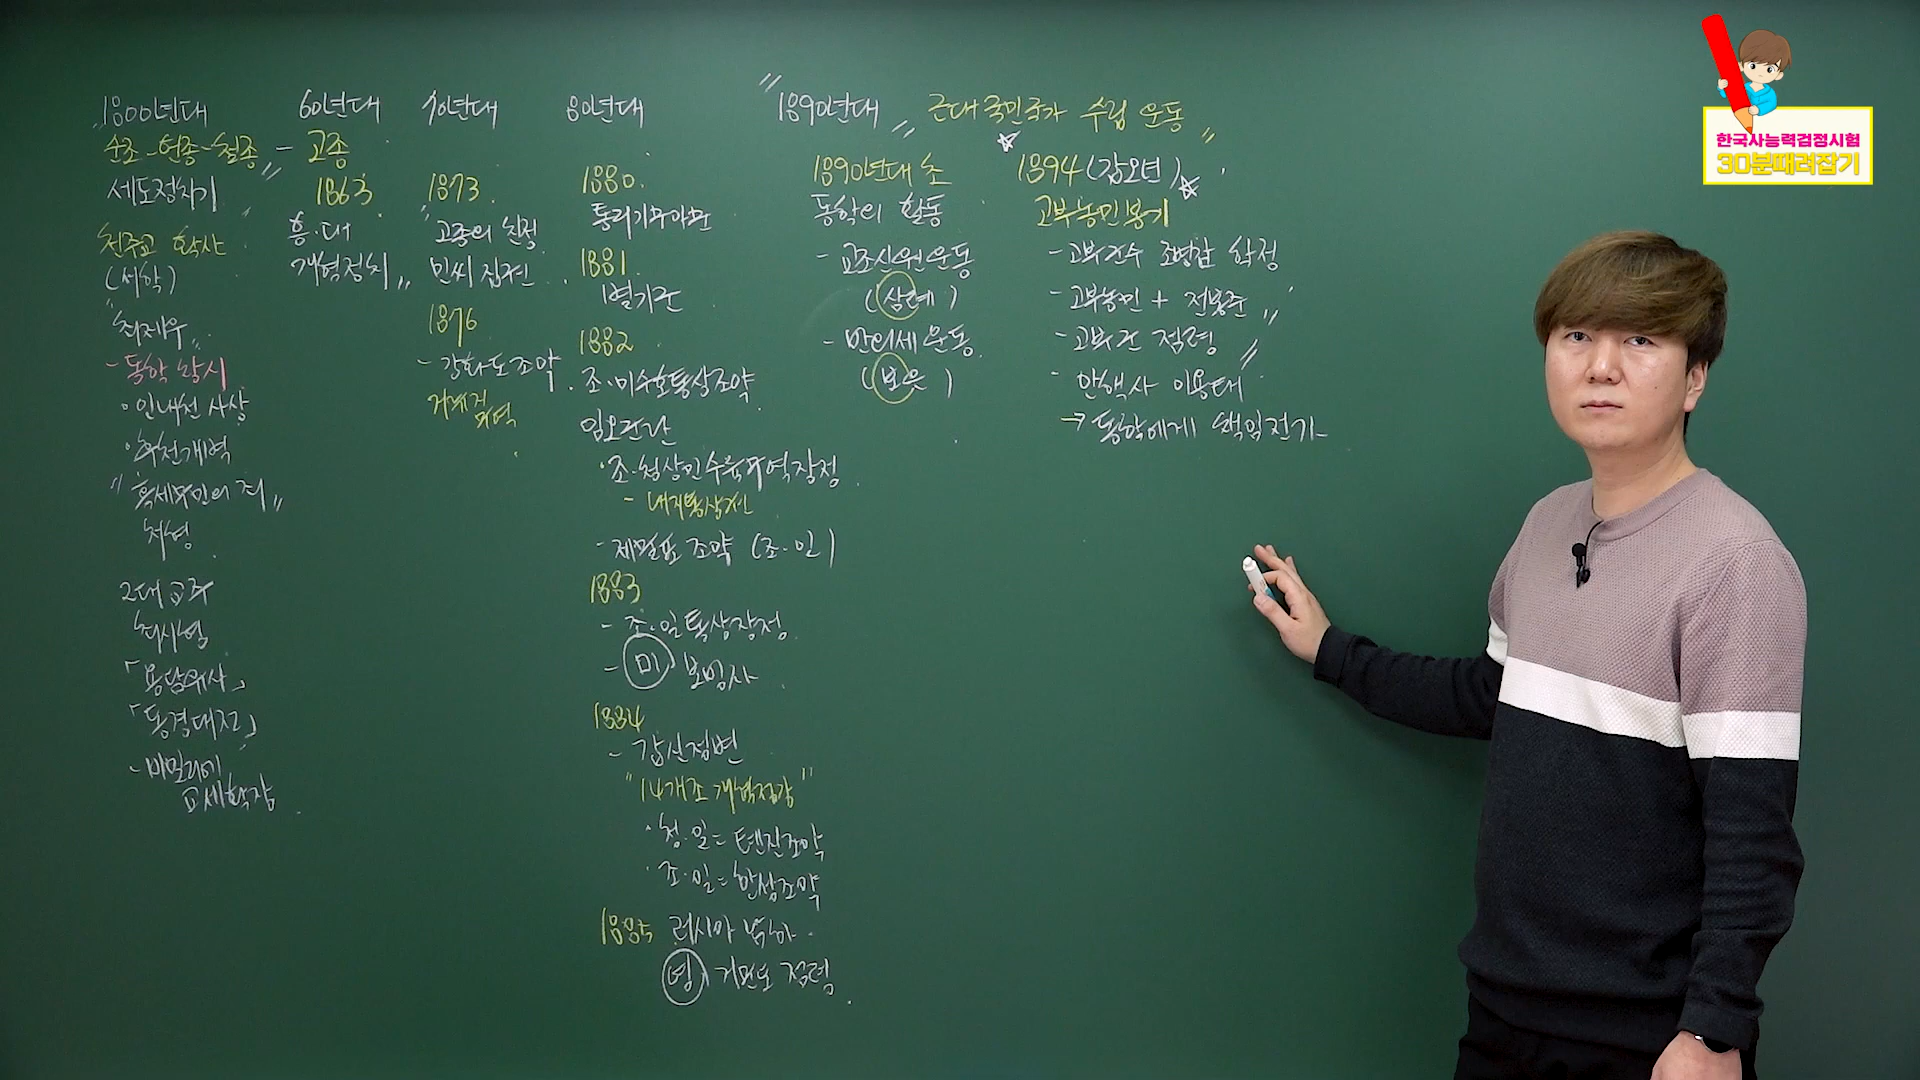 1800년대
순조-헌종-철종
세도정치기
천주교 확산
(서학)
최제우
- 동학 창시
· 인내천 사상
· 후천개벽
"혹세무민의 죄"
처형
2대 교주
최시형
「용담유사」
「동경대전」
- 비밀리에
교세확장
60년대
- 고종
1863
흥·대
개혁정치
70년대
1873
고종의 친정
민씨 집권
1876
- 강화도조약
거류지
무역
80년대
1880
통리기무아문
1881
별기군
1882
조·미수호통상조약
임오군란
· 조·청상민수륙무역장정
- 내지통상권
- 제물포 조약 (조·일)
1883
- 조·일통상장정
- 미 보빙사
1884
- 갑신정변
"14개조 개혁정강"
· 청·일=톈진조약
· 조·일=한성조약
1885 러시아 남하
영 거문도 점령
1890년대
1890년대 초
동학의 활동
- 교조신원운동
(삼례)
- 만의세운동
(보은)
근대 국민국가 수립 운동
1894 (갑오년)
고부농민봉기
- 고부군수 조병갑 학정
- 고부농민 + 전봉준
- 고부군 점령
- 안핵사 이용태
→ 동학에게 책임전가
한국사능력검정시험
30분때려잡기